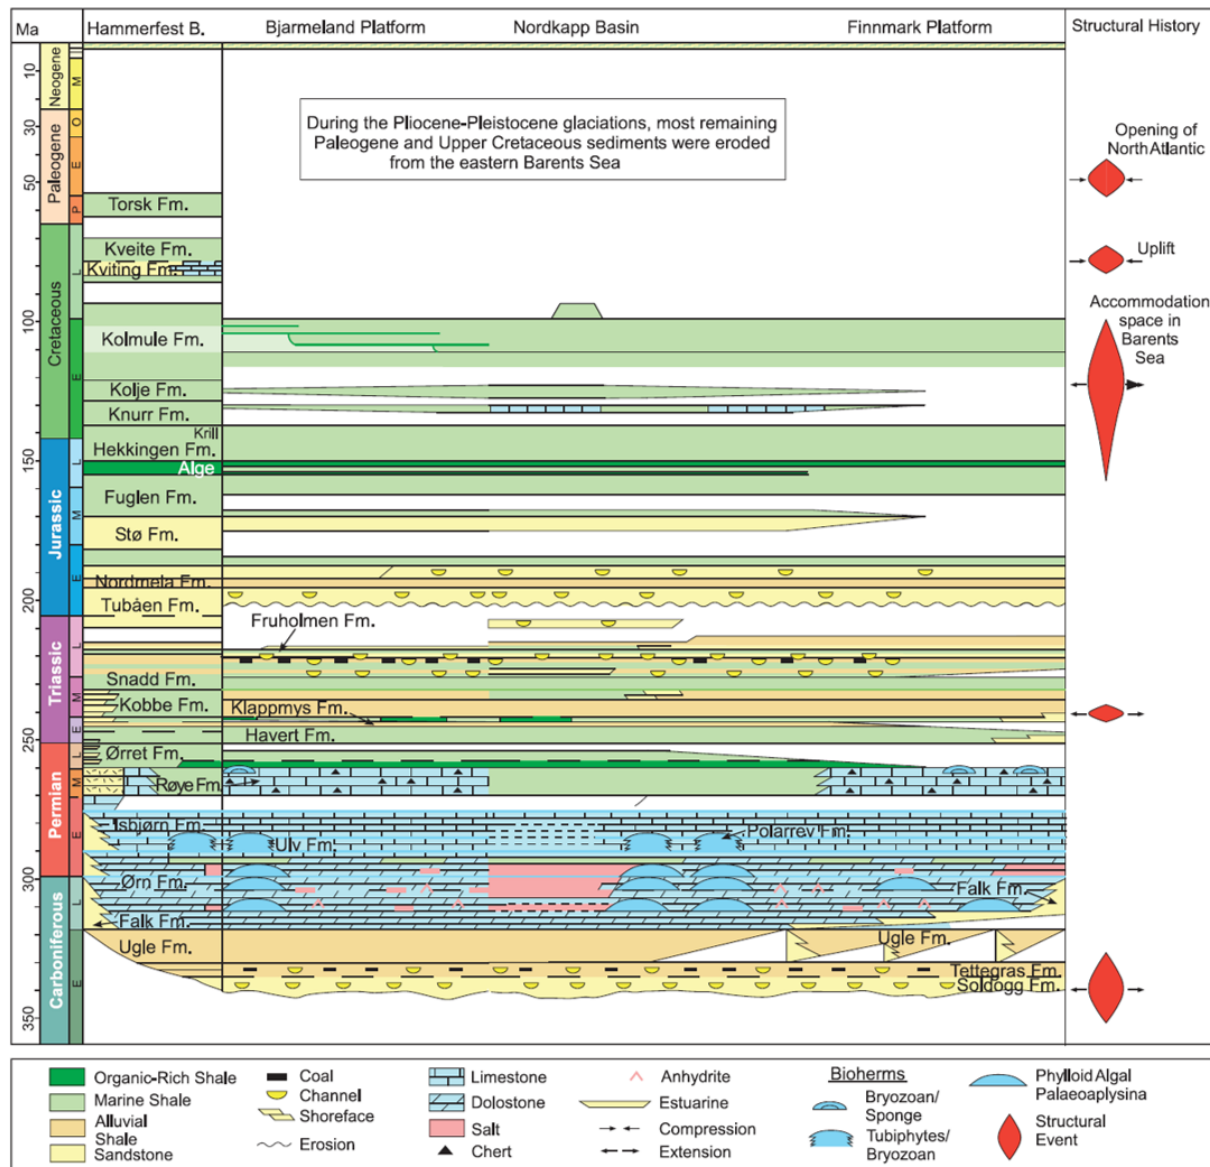 Ma
Hammerfest B.
Bjarmeland Platform
Nordkapp Basin
Finnmark Platform
Structural History
10
30
50
100
150
200
250
300
350
Neogene
Paleogene
Cretaceous
Jurassic
Triassic
Permian
Carboniferous
M
O
E
P
L
E
L
M
E
L
M
E
L
M
E
L
E
During the Pliocene-Pleistocene glaciations, most remaining
Paleogene and Upper Cretaceous sediments were eroded
from the eastern Barents Sea
Torsk Fm.
Kveite Fm.
Kviting Fm.
Kolmule Fm.
Kolje Fm.
Knurr Fm.
Krill
Hekkingen Fm.
Alge
Fuglen Fm.
Stø Fm.
Nordmela Fm.
Tubåen Fm.
Fruholmen Fm.
Snadd Fm.
Kobbe Fm.
Klappmys Fm.
Havert Fm.
Ørret Fm.
Røye Fm.
Isbjørn Fm.
Ulv Fm.
Polarrev Fm.
Ørn Fm.
Falk Fm.
Falk Fm.
Ugle Fm.
Ugle Fm.
Tettegras Fm.
Soldogg Fm.
Opening of
North Atlantic
Uplift
Accommodation
space in
Barents
Sea
Organic-Rich Shale
Marine Shale
Alluvial
Shale
Sandstone
Coal
Channel
Shoreface
Erosion
Limestone
Dolostone
Salt
Chert
Anhydrite
Estuarine
Compression
Extension
Bioherms
Bryozoan/
Sponge
Tubiphytes/
Bryozoan
Phylloid Algal
Palaeoaplysina
Structural
Event